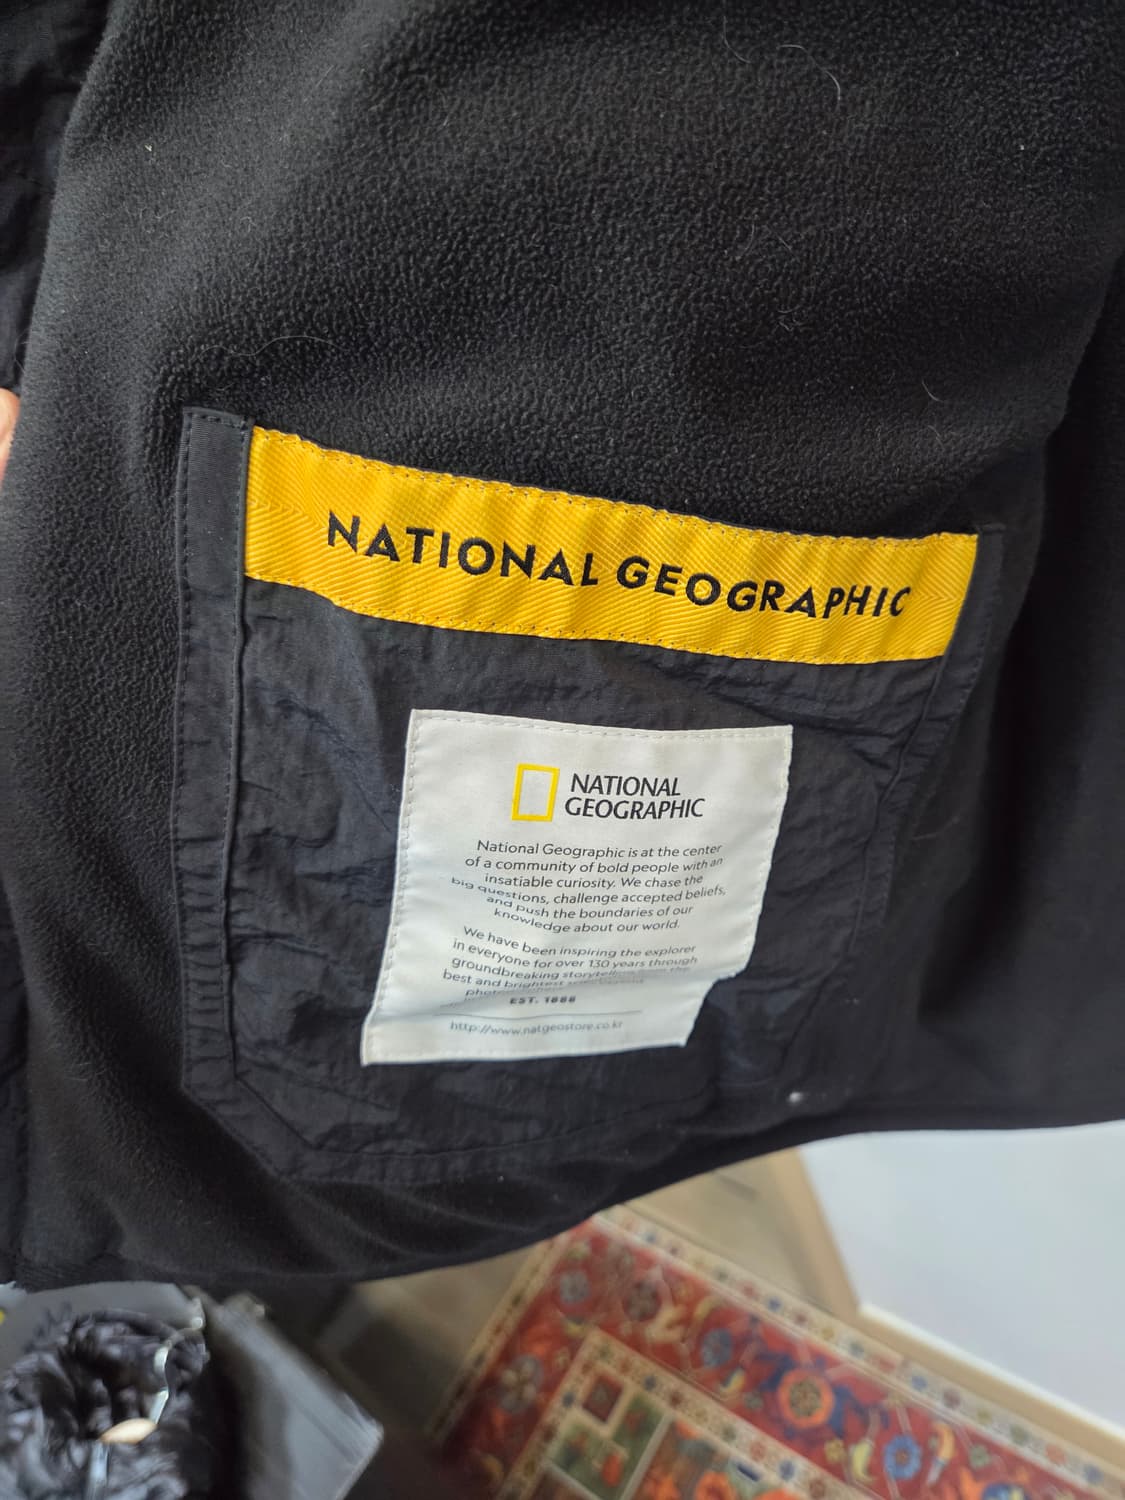 NATIONAL GEOGRAPHIC
NATIONAL
GEOGRAPHIC
National Geographic is at the center
of a community of bold people with an
insatiable curiosity. We chase the
big questions, challenge accepted beliefs,
and push the boundaries of our
knowledge about our world.
We have been inspiring the explorer
in everyone for over 130 years through
groundbreaking storytelling from the
best and brightest
EST. 1888
http://www.natgeostore.co.kr